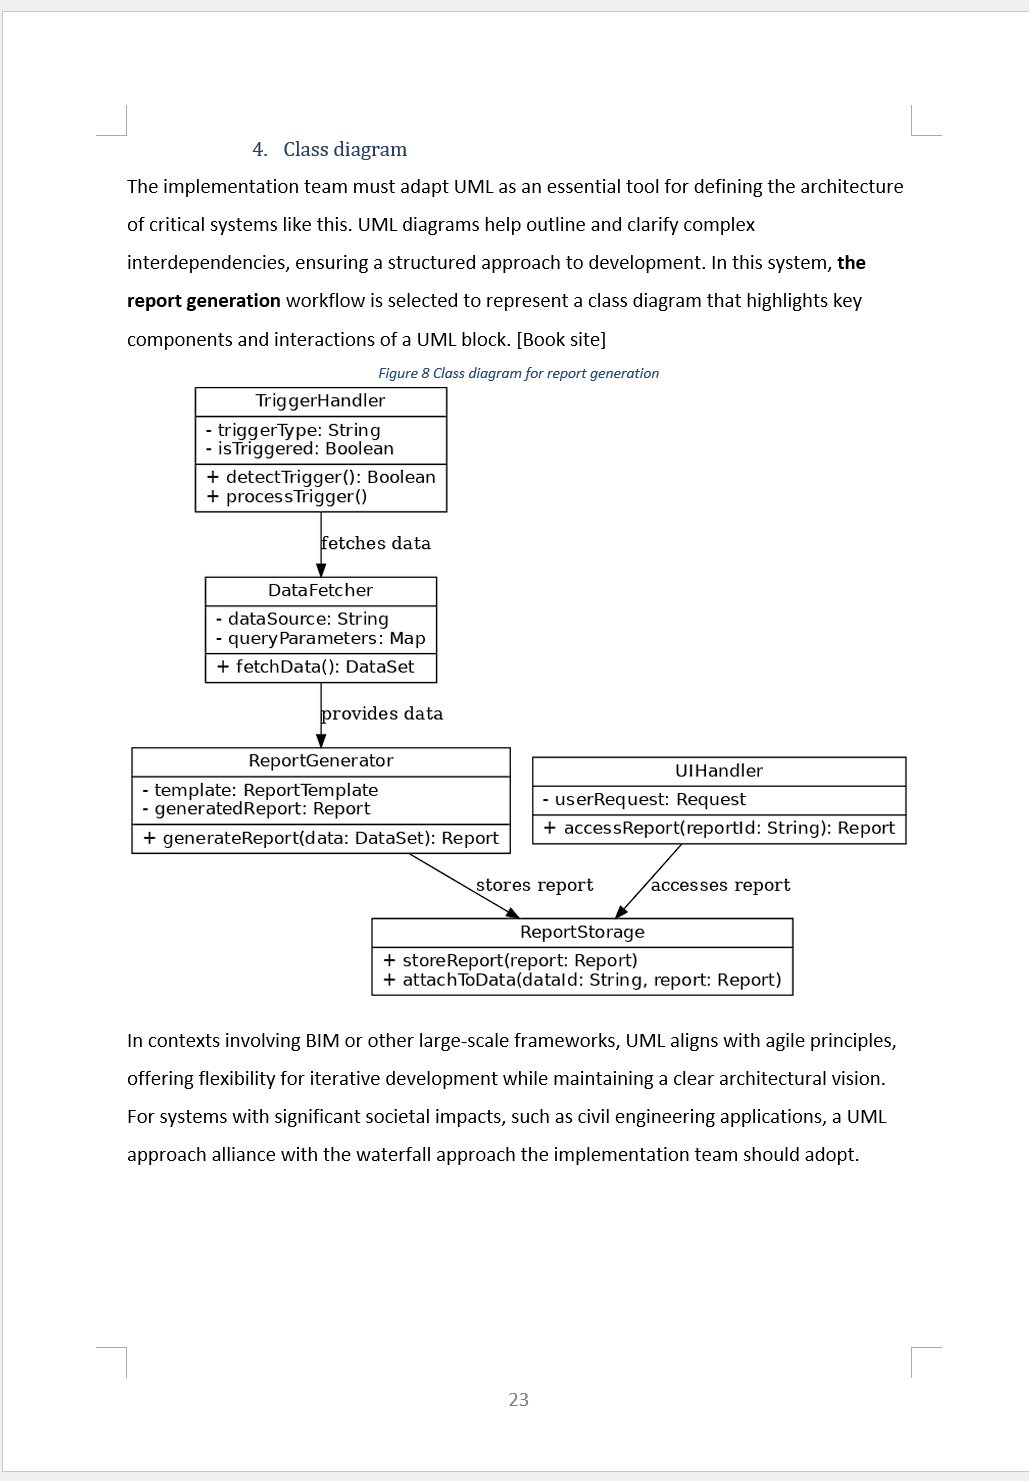 4. Class diagram
The implementation team must adapt UML as an essential tool for defining the architecture
of critical systems like this. UML diagrams help outline and clarify complex
interdependencies, ensuring a structured approach to development. In this system, the
report generation workflow is selected to represent a class diagram that highlights key
components and interactions of a UML block. [Book site]
Figure 8 Class diagram for report generation
TriggerHandler
- triggerType: String
- isTriggered: Boolean
+ detectTrigger(): Boolean
+ processTrigger()
fetches data
DataFetcher
- dataSource: String
- queryParameters: Map
+ fetchData(): DataSet
provides data
ReportGenerator
- template: ReportTemplate
- generatedReport: Report
+ generateReport(data: DataSet): Report
UIHandler
- userRequest: Request
+ accessReport(reportId: String): Report
stores report
accesses report
ReportStorage
+ storeReport(report: Report)
+ attachToData(dataId: String, report: Report)
In contexts involving BIM or other large-scale frameworks, UML aligns with agile principles,
offering flexibility for iterative development while maintaining a clear architectural vision.
For systems with significant societal impacts, such as civil engineering applications, a UML
approach alliance with the waterfall approach the implementation team should adopt.
23